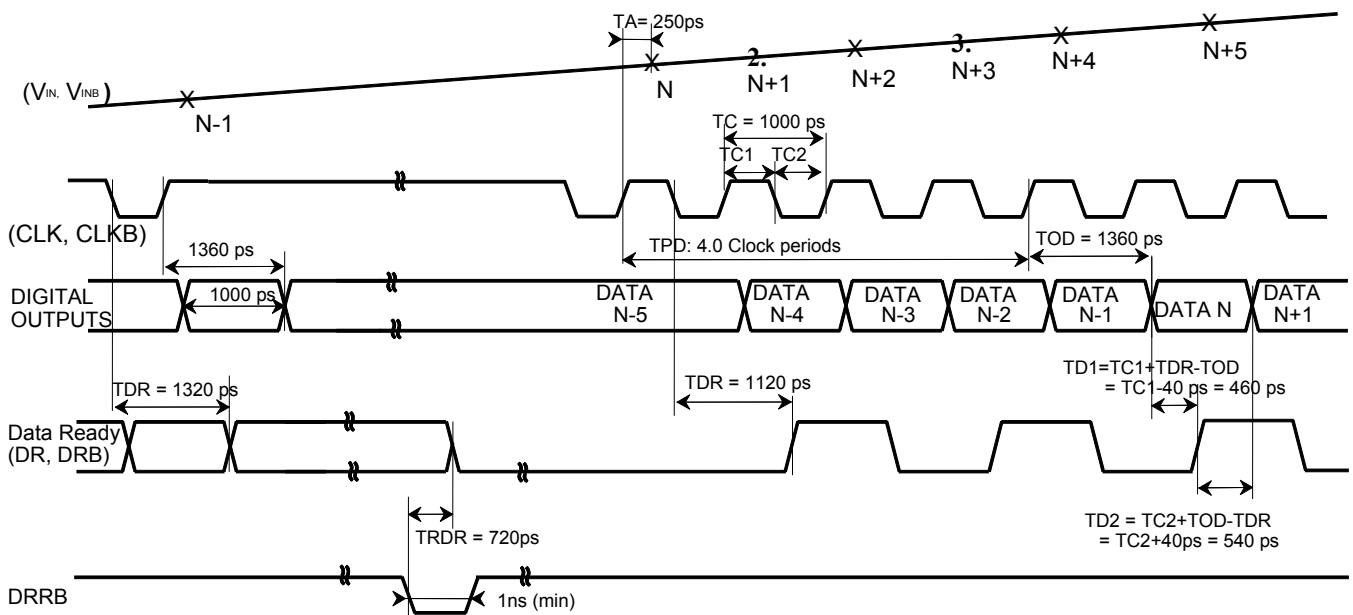 TA= 250ps
N+5
3.
N+4
2.
N+3
N+2
N+1
N
(VIN, VINB)
N-1
TC = 1000 ps
TC1 TC2
(CLK, CLKB)
1360 ps
TPD: 4.0 Clock periods
TOD = 1360 ps
1000 ps
DIGITAL
OUTPUTS
DATA
N-5
DATA
N-4
DATA
N-3
DATA
N-2
DATA
N-1
DATA N
DATA
N+1
TD1=TC1+TDR-TOD
= TC1-40 ps = 460 ps
TDR = 1320 ps
TDR = 1120 ps
Data Ready
(DR, DRB)
TRDR = 720ps
TD2 = TC2+TOD-TDR
= TC2+40ps = 540 ps
DRRB
1ns (min)